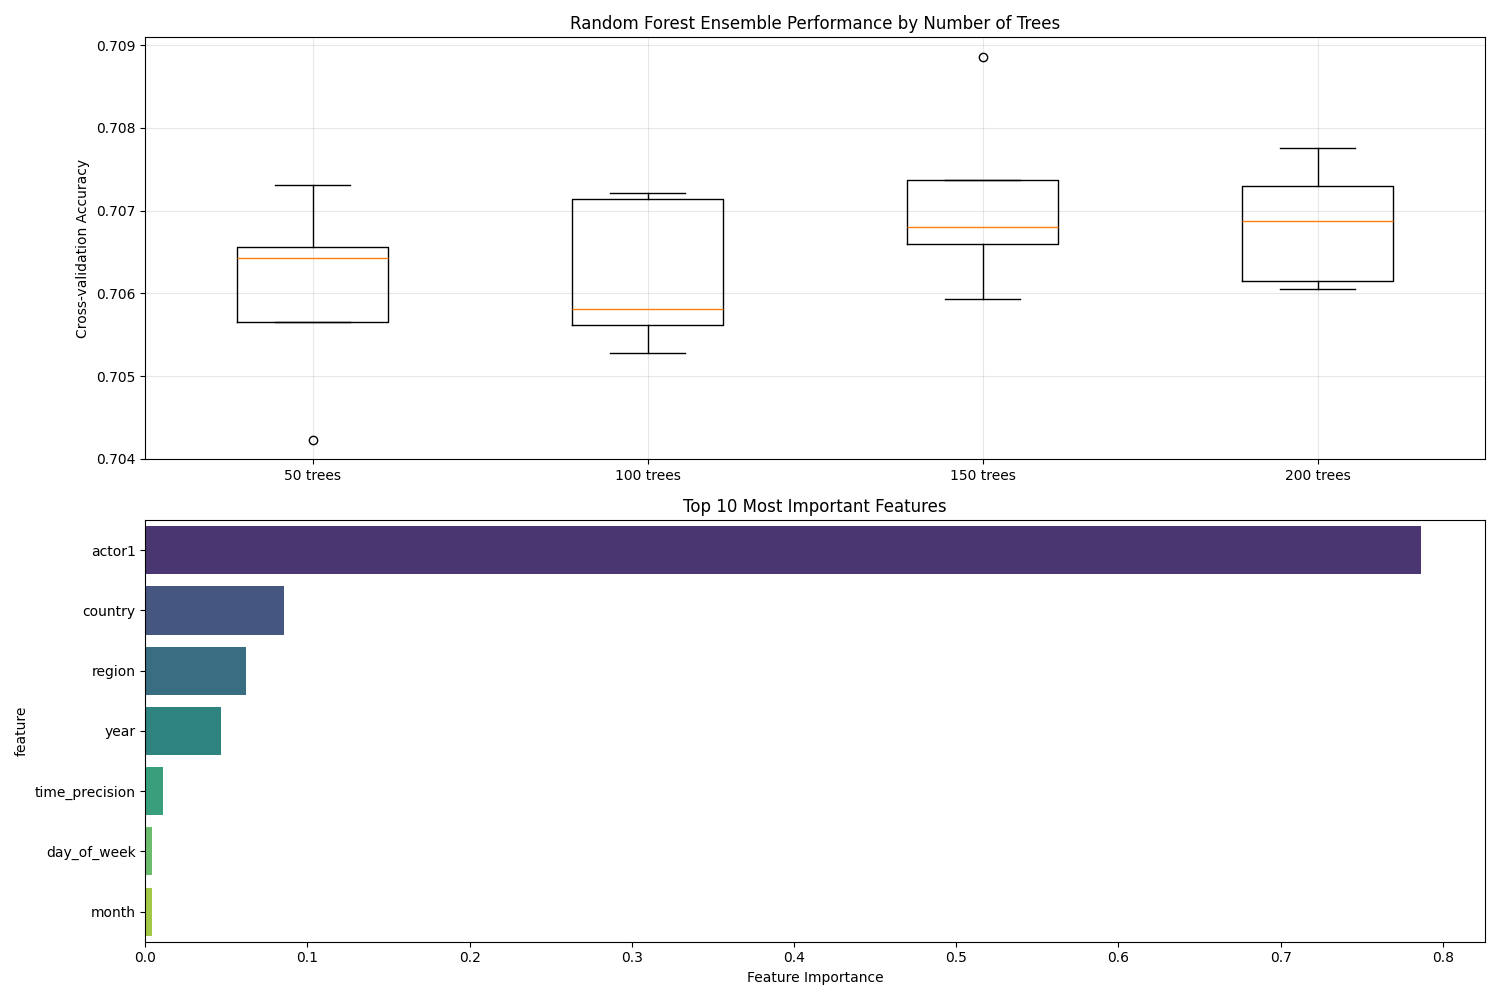 Random Forest Ensemble Performance by Number of Trees
Cross-validation Accuracy
0.709
0.708
0.707
0.706
0.705
0.704
50 trees 100 trees 150 trees 200 trees
Top 10 Most Important Features
feature
actor1
country
region
year
time_precision
day_of_week
month
0.0 0.1 0.2 0.3 0.4 0.5 0.6 0.7 0.8
Feature Importance